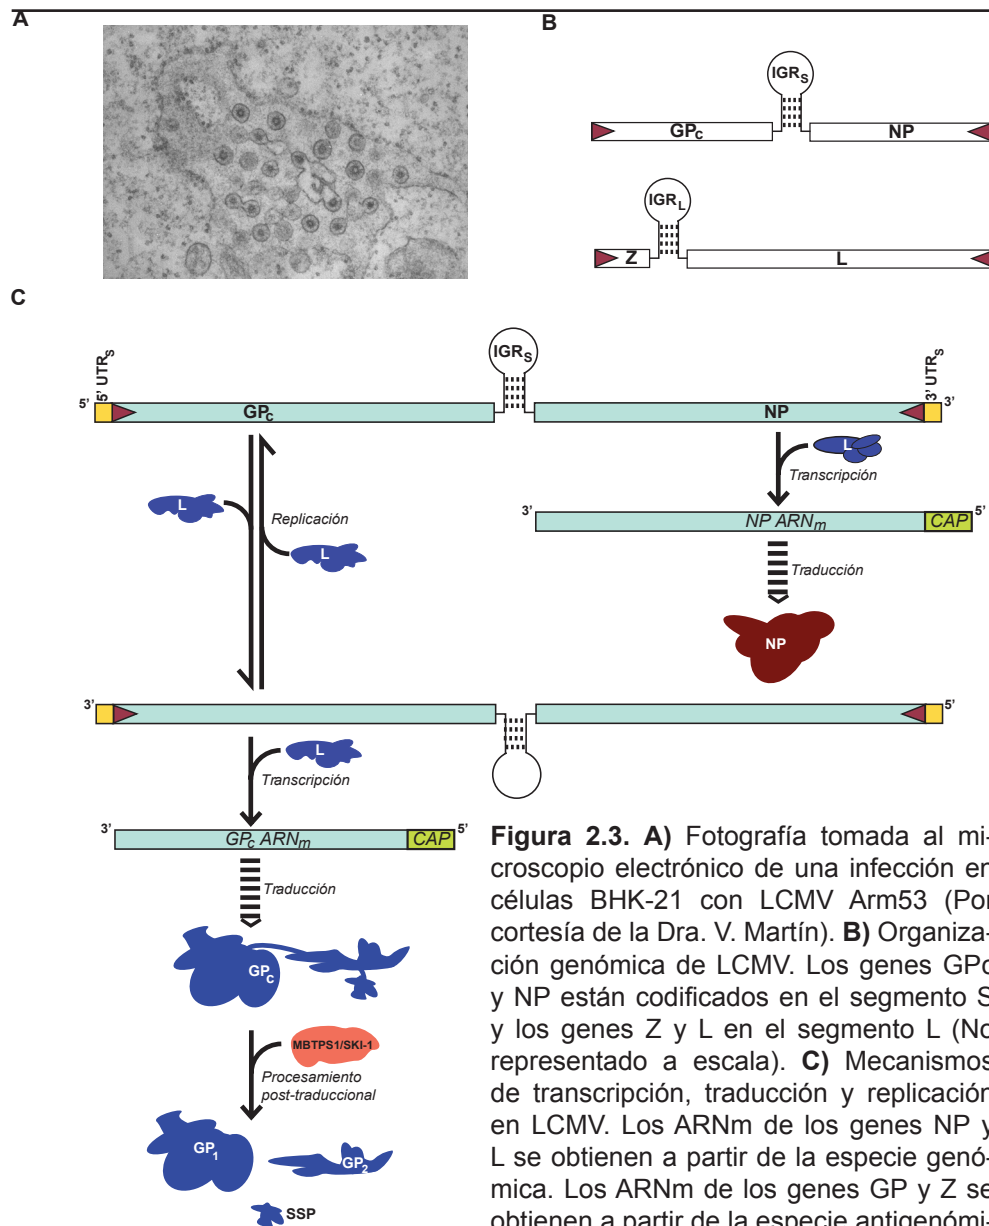 A
B
IGRS
GPc
NP
IGRL
Z
L
C
5' UTRS
IGRS
3' UTRS
5'
3'
GPc
NP
L
Transcripción
L
Replicación
L
3'
5'
NP ARNm
CAP
Traducción
NP
3'
5'
L
Transcripción
3'
5'
GPc ARNm
CAP
Traducción
GPc
MBTPS1/SKI-1
Procesamiento
post-traduccional
GP1
GP2
SSP
Figura 2.3. A) Fotografía tomada al mi-
croscopio electrónico de una infección en
células BHK-21 con LCMV Arm53 (Por
cortesía de la Dra. V. Martín). B) Organiza-
ción genómica de LCMV. Los genes GPc
y NP están codificados en el segmento S
y los genes Z y L en el segmento L (No
representado a escala). C) Mecanismos
de transcripción, traducción y replicación
en LCMV. Los ARNm de los genes NP y
L se obtienen a partir de la especie genó-
mica. Los ARNm de los genes GP y Z se
obtienen a partir de la especie antigenómi-